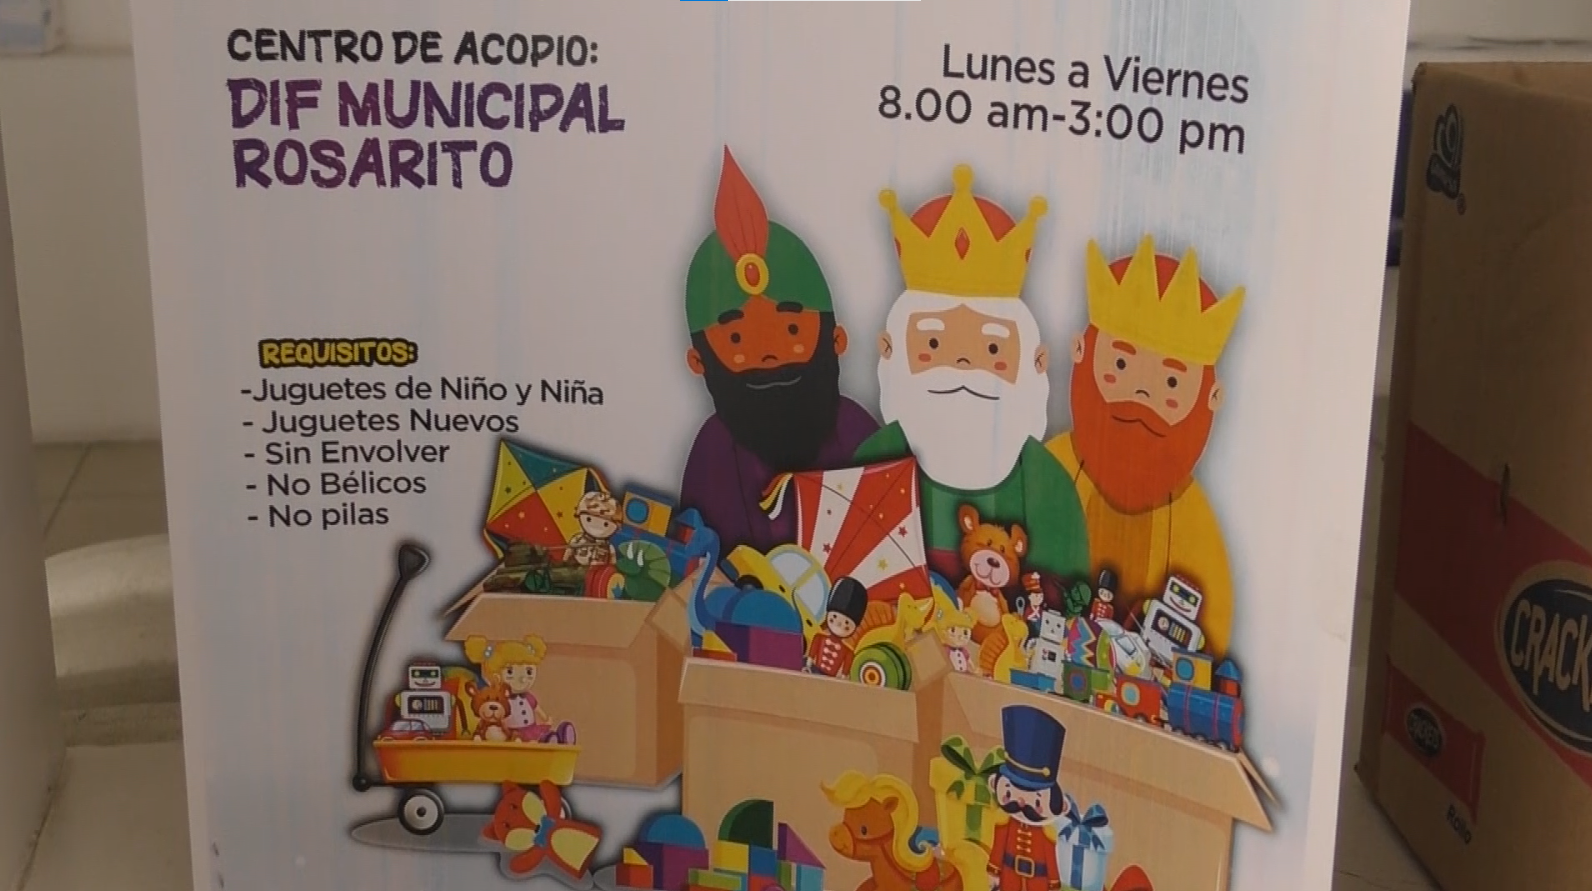 CENTRO DE ACOPIO:
DIF MUNICIPAL
ROSARITO
Lunes a Viernes
8.00 am-3:00 pm
REQUISITOS:
-Juguetes de Niño y Niña
- Juguetes Nuevos
- Sin Envolver
- No Bélicos
- No pilas
CRACK
Rollo